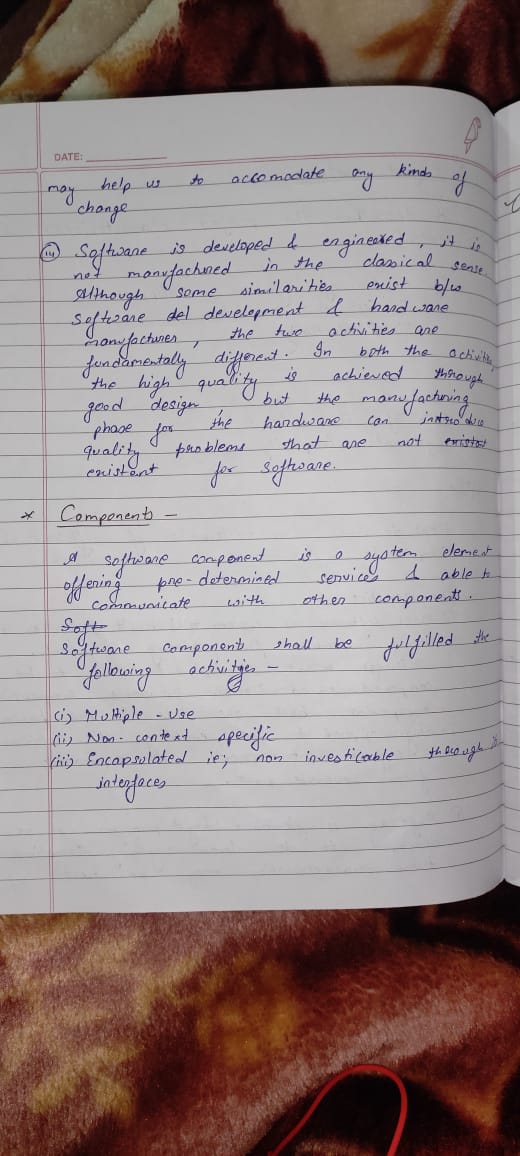 DATE:
may help us to accomodate any kinds of
change
(iv) Software is developed & engineered, it is
not manufactured in the classical sense
Although some similarities exist b/w
software del development & hardware
manufactures, the two activities are
fundamentally different. In both the activities
the high quality is achieved through
good design but the manufacturing
phase for the hardware can introduce
quality problems that are not existst
existent for software.
* Components -
A software component is a system element
offering pre-determined services & able to
communicate with other components.
Soft
Software components shall be fulfilled the
following activities -
(i) Multiple - Use
(ii) Non-context specific
(iii) Encapsulated ie; non investicable thorough
interfaces